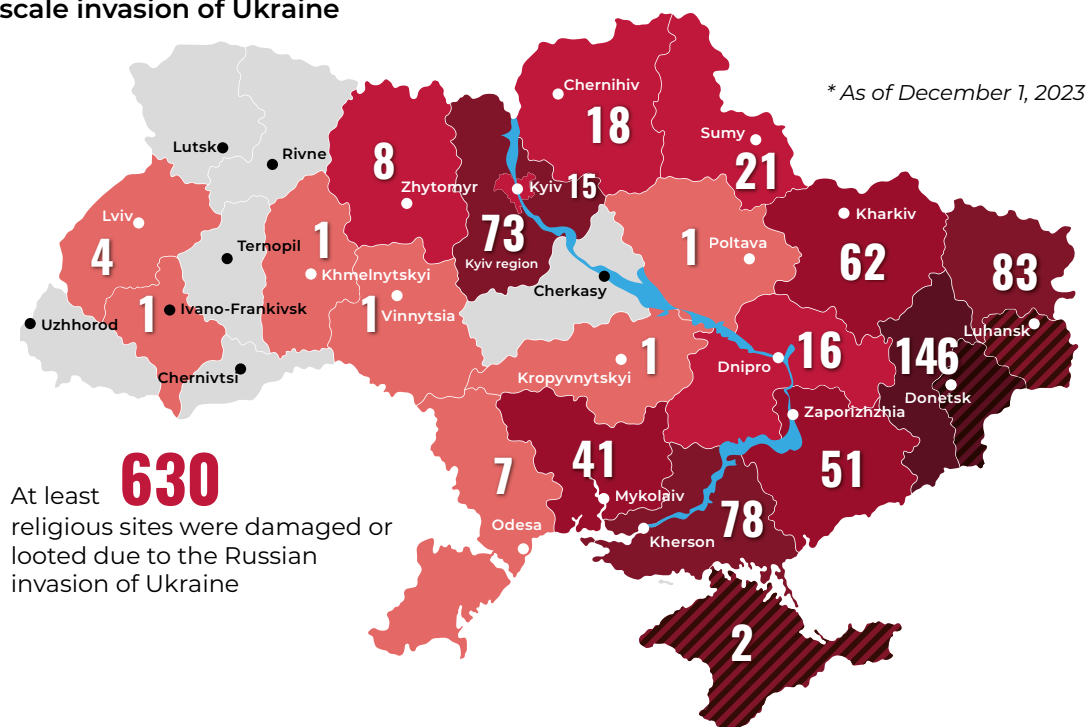 scale invasion of Ukraine
* As of December 1, 2023
Chernihiv
18
Sumy
21
Lutsk
Rivne
8
Zhytomyr
Kyiv
15
73
Kyiv region
Kharkiv
62
Lviv
4
Ternopil
1
Khmelnytskyi
1
Poltava
83
Luhansk
Uzhhorod
1
Ivano-Frankivsk
1
Vinnytsia
Cherkasy
Chernivtsi
Kropyvnytskyi
1
Dnipro
16
146
Donetsk
Zaporizhzhia
51
7
Odesa
41
Mykolaiv
78
Kherson
2
At least 630
religious sites were damaged or
looted due to the Russian
invasion of Ukraine